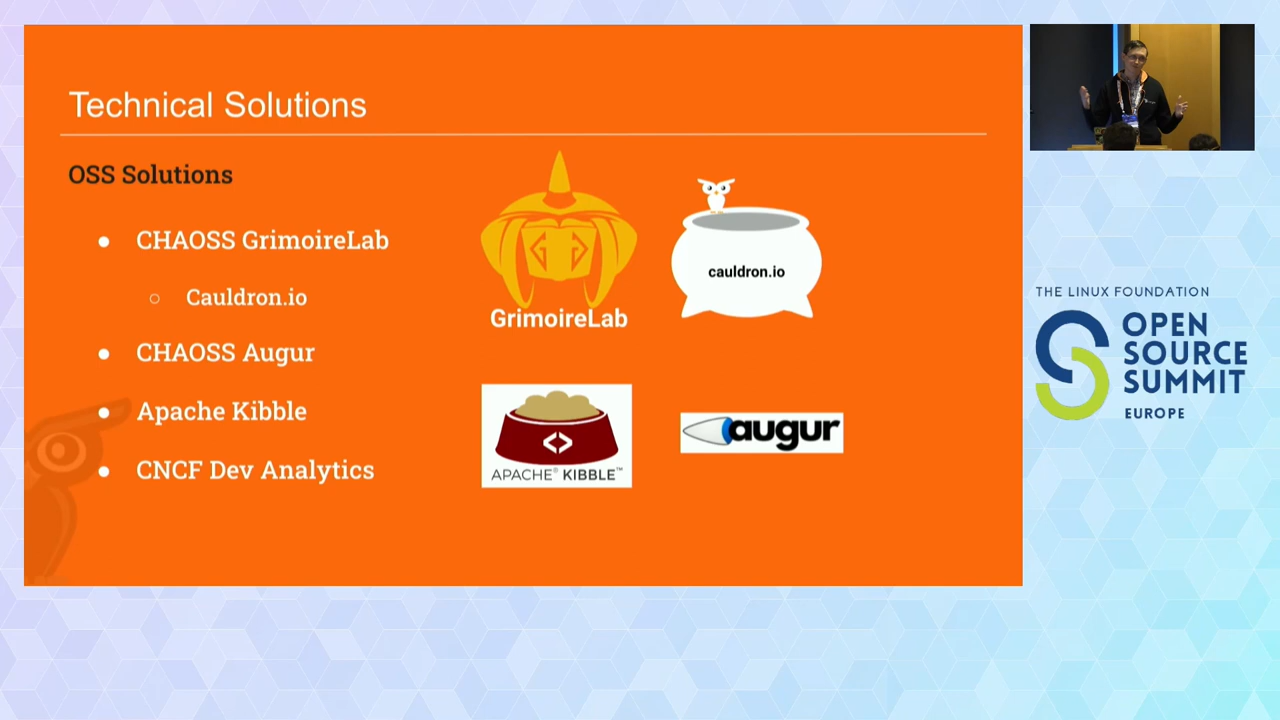 Technical Solutions
OSS Solutions
CHAOSS GrimoireLab
Cauldron.io
CHAOSS Augur
Apache Kibble
CNCF Dev Analytics
GrimoireLab
cauldron.io
APACHE® KIBBLE™
augur
THE LINUX FOUNDATION
OPEN
SOURCE
SUMMIT
EUROPE